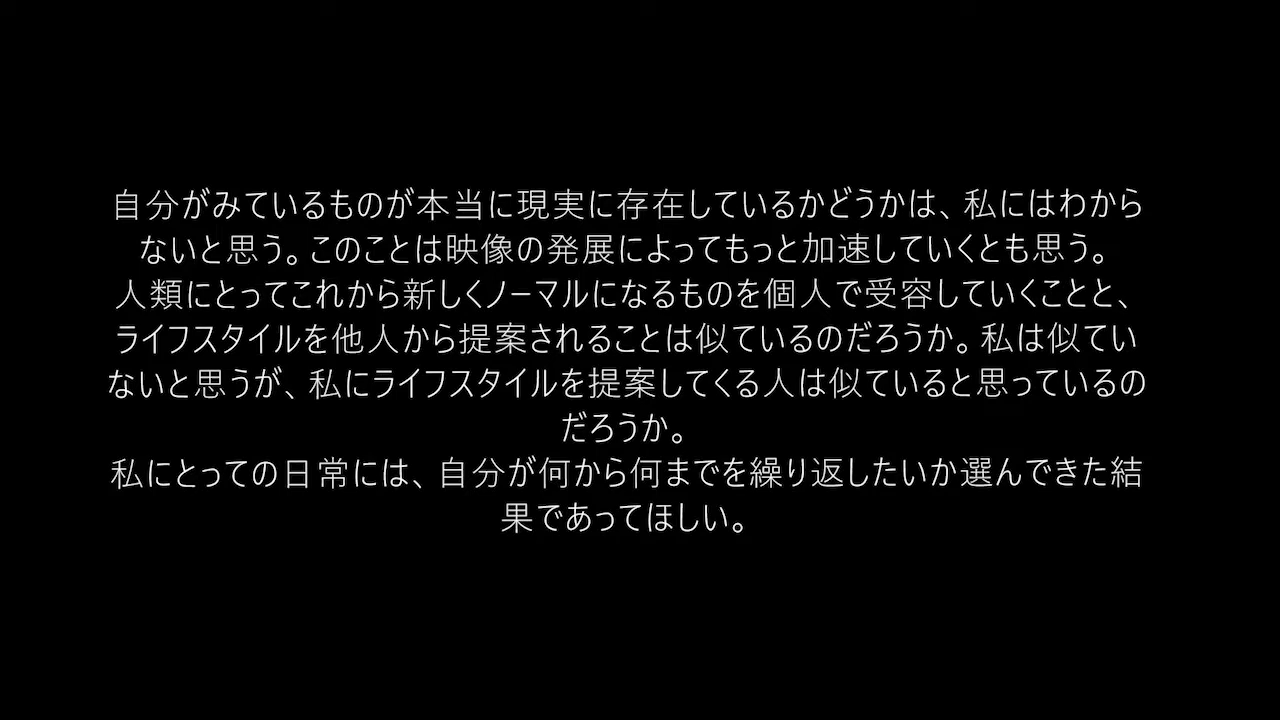 自分がみているものが本当に現実に存在しているかどうかは、私にはわから
ないと思う。このことは映像の発展によってもっと加速していくとも思う。
人類にとってこれから新しくノーマルになるものを個人で受容していくことと、
ライフスタイルを他人から提案されることは似ているのだろうか。私は似てい
ないと思うが、私にライフスタイルを提案してくる人は似ていると思っているの
だろうか。
私にとっての日常には、自分が何から何までを繰り返したいか選んできた結
果であってほしい。